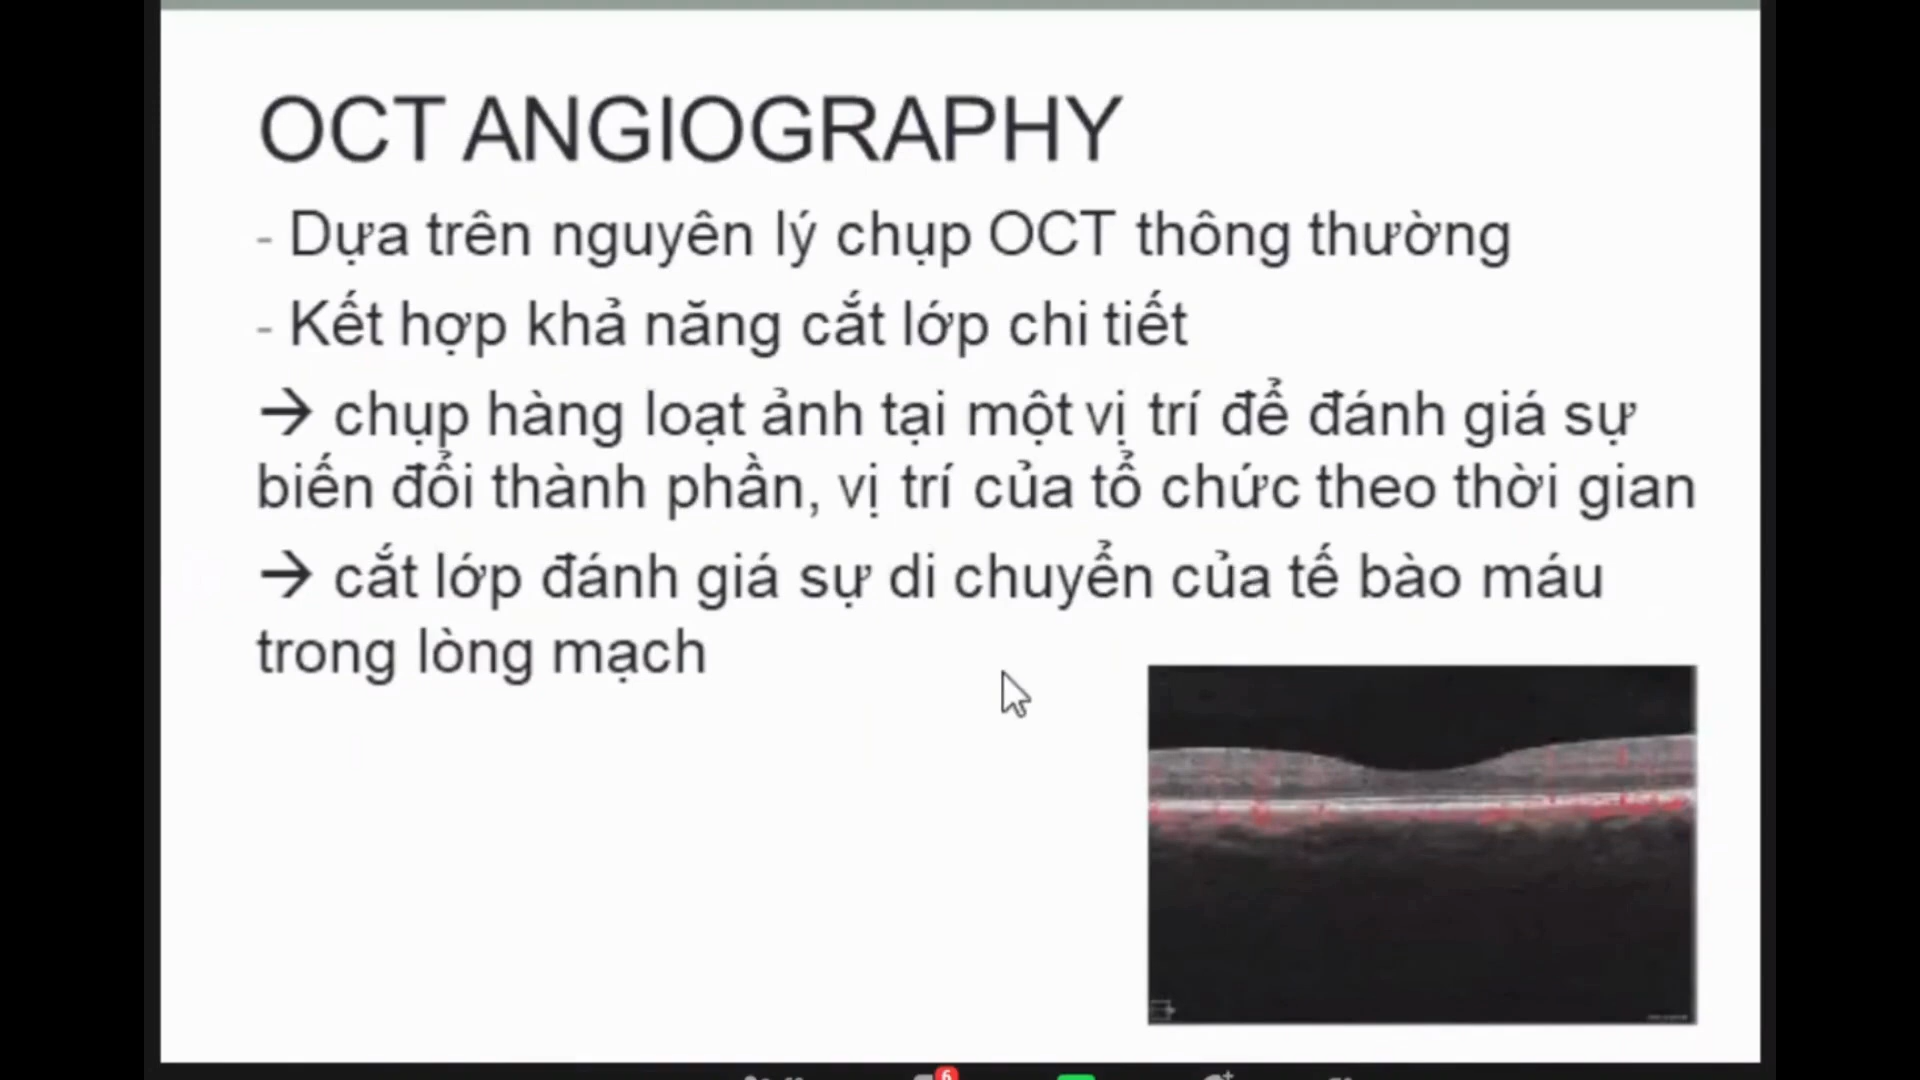 OCT ANGIOGRAPHY
- Dựa trên nguyên lý chụp OCT thông thường
- Kết hợp khả năng cắt lớp chi tiết
→ chụp hàng loạt ảnh tại một vị trí để đánh giá sự
biến đổi thành phần, vị trí của tổ chức theo thời gian
→ cắt lớp đánh giá sự di chuyển của tế bào máu
trong lòng mạch
6